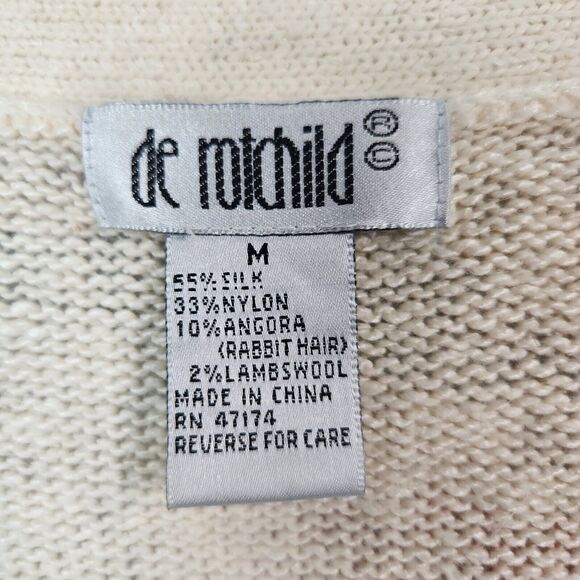 de rotchild ® ©
M
55% SILK
33% NYLON
10% ANGORA
(RABBIT HAIR)
2% LAMBSWOOL
MADE IN CHINA
RN 47174
REVERSE FOR CARE